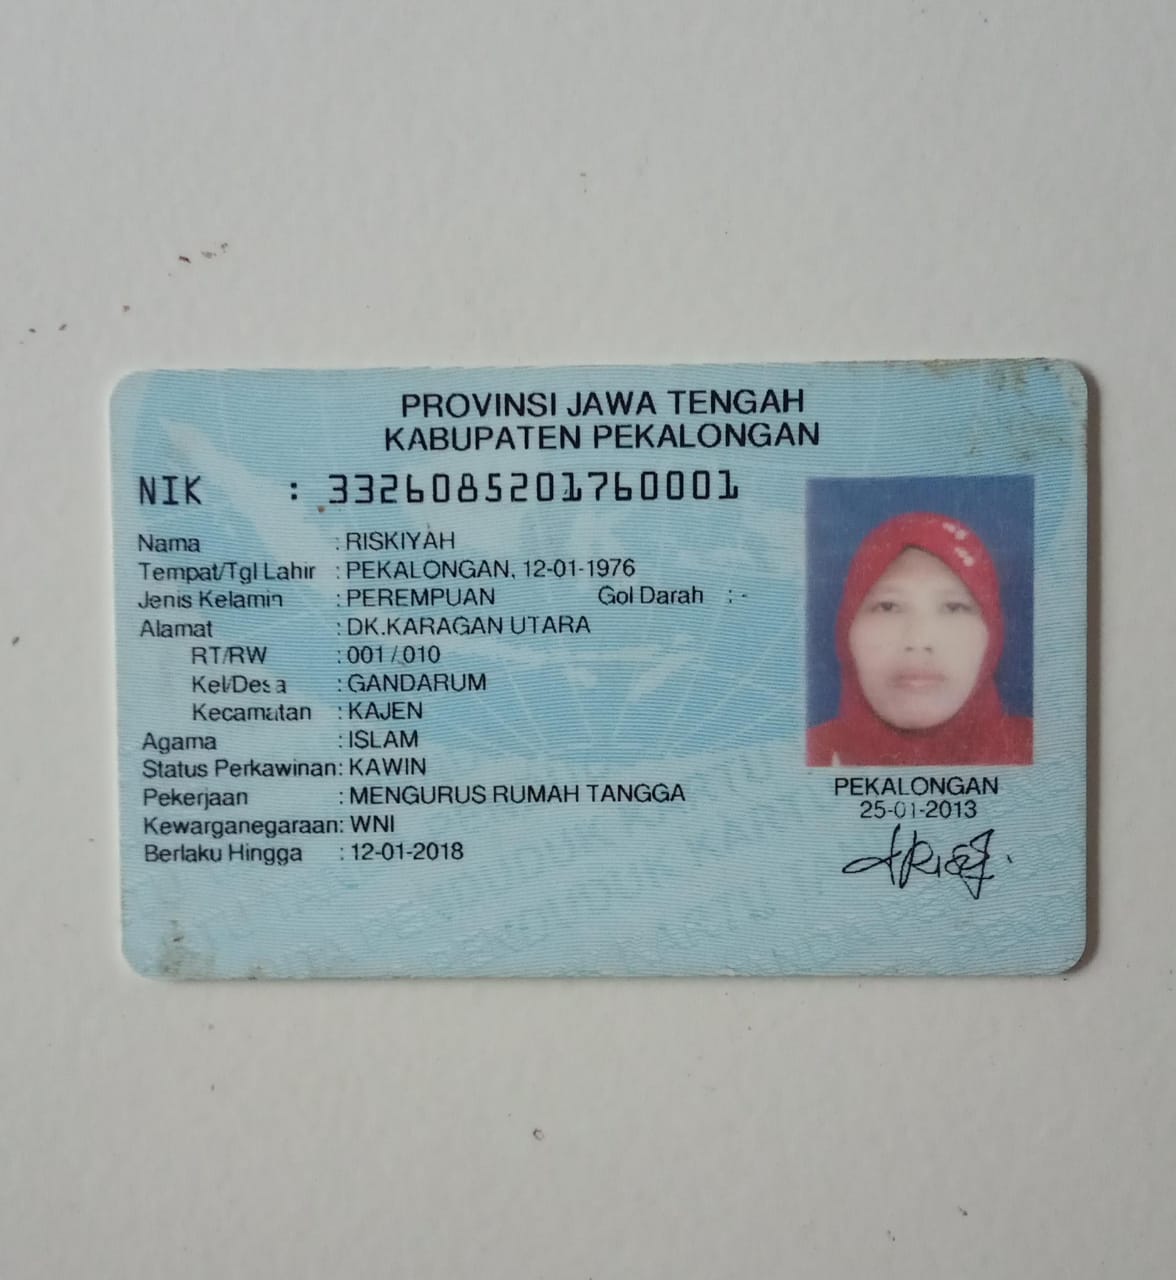 PROVINSI JAWA TENGAH
KABUPATEN PEKALONGAN
NIK : 3326085201760001
Nama : RISKIYAH
Tempat/Tgl Lahir : PEKALONGAN, 12-01-1976
Jenis Kelamin : PEREMPUAN Gol Darah : -
Alamat : DK.KARAGAN UTARA
RT/RW : 001 / 010
Kel/Desa : GANDARUM
Kecamatan : KAJEN
Agama : ISLAM
Status Perkawinan: KAWIN
Pekerjaan : MENGURUS RUMAH TANGGA
Kewarganegaraan: WNI
Berlaku Hingga : 12-01-2018
PEKALONGAN
25-01-2013